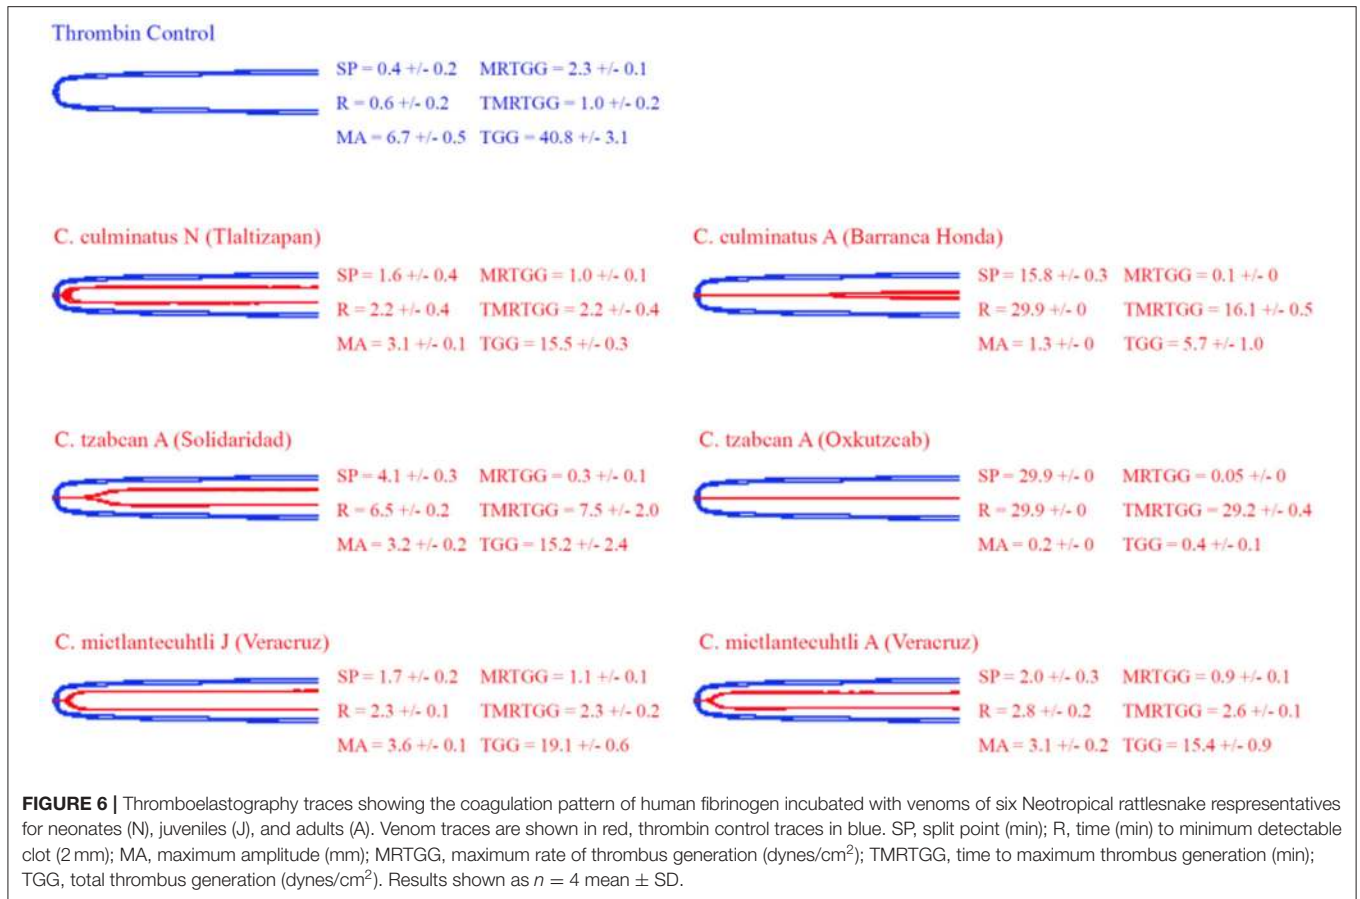 Thrombin Control
SP = 0.4 +/- 0.2 MRTGG = 2.3 +/- 0.1
R = 0.6 +/- 0.2 TMRTGG = 1.0 +/- 0.2
MA = 6.7 +/- 0.5 TGG = 40.8 +/- 3.1
C. culminatus N (Tlaltizapan)
SP = 1.6 +/- 0.4 MRTGG = 1.0 +/- 0.1
R = 2.2 +/- 0.4 TMRTGG = 2.2 +/- 0.4
MA = 3.1 +/- 0.1 TGG = 15.5 +/- 0.3
C. culminatus A (Barranca Honda)
SP = 15.8 +/- 0.3 MRTGG = 0.1 +/- 0
R = 29.9 +/- 0 TMRTGG = 16.1 +/- 0.5
MA = 1.3 +/- 0 TGG = 5.7 +/- 1.0
C. tzabcan A (Solidaridad)
SP = 4.1 +/- 0.3 MRTGG = 0.3 +/- 0.1
R = 6.5 +/- 0.2 TMRTGG = 7.5 +/- 2.0
MA = 3.2 +/- 0.2 TGG = 15.2 +/- 2.4
C. tzabcan A (Oxkutzcab)
SP = 29.9 +/- 0 MRTGG = 0.05 +/- 0
R = 29.9 +/- 0 TMRTGG = 29.2 +/- 0.4
MA = 0.2 +/- 0 TGG = 0.4 +/- 0.1
C. mictlantecuhtli J (Veracruz)
SP = 1.7 +/- 0.2 MRTGG = 1.1 +/- 0.1
R = 2.3 +/- 0.1 TMRTGG = 2.3 +/- 0.2
MA = 3.6 +/- 0.1 TGG = 19.1 +/- 0.6
C. mictlantecuhtli A (Veracruz)
SP = 2.0 +/- 0.3 MRTGG = 0.9 +/- 0.1
R = 2.8 +/- 0.2 TMRTGG = 2.6 +/- 0.1
MA = 3.1 +/- 0.2 TGG = 15.4 +/- 0.9
FIGURE 6 | Thromboelastography traces showing the coagulation pattern of human fibrinogen incubated with venoms of six Neotropical rattlesnake respresentatives
for neonates (N), juveniles (J), and adults (A). Venom traces are shown in red, thrombin control traces in blue. SP, split point (min); R, time (min) to minimum detectable
clot (2 mm); MA, maximum amplitude (mm); MRTGG, maximum rate of thrombus generation (dynes/cm²); TMRTGG, time to maximum thrombus generation (min);
TGG, total thrombus generation (dynes/cm²). Results shown as n = 4 mean ± SD.